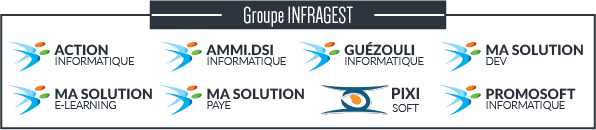 Groupe INFRAGEST
ACTION
INFORMATIQUE
AMMI.DSI
INFORMATIQUE
GUÉZOULI
INFORMATIQUE
MA SOLUTION
DEV
MA SOLUTION
E-LEARNING
MA SOLUTION
PAYE
PIXI
SOFT
PROMOSOFT
INFORMATIQUE